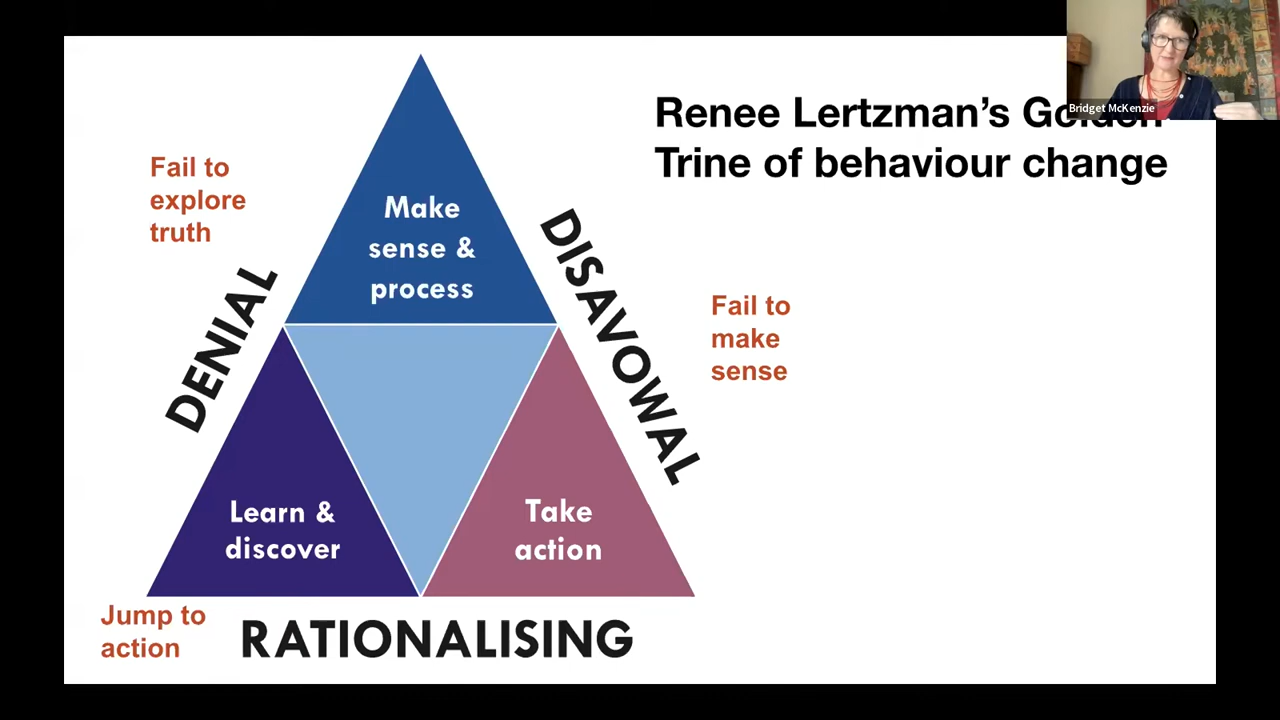 Bridget McKenzie
Renee Lertzman's Golden
Trine of behaviour change
Fail to
explore
truth
Make
sense &
process
DENIAL
DISAVOWAL
Fail to
make
sense
Learn &
discover
Take
action
Jump to
action
RATIONALISING